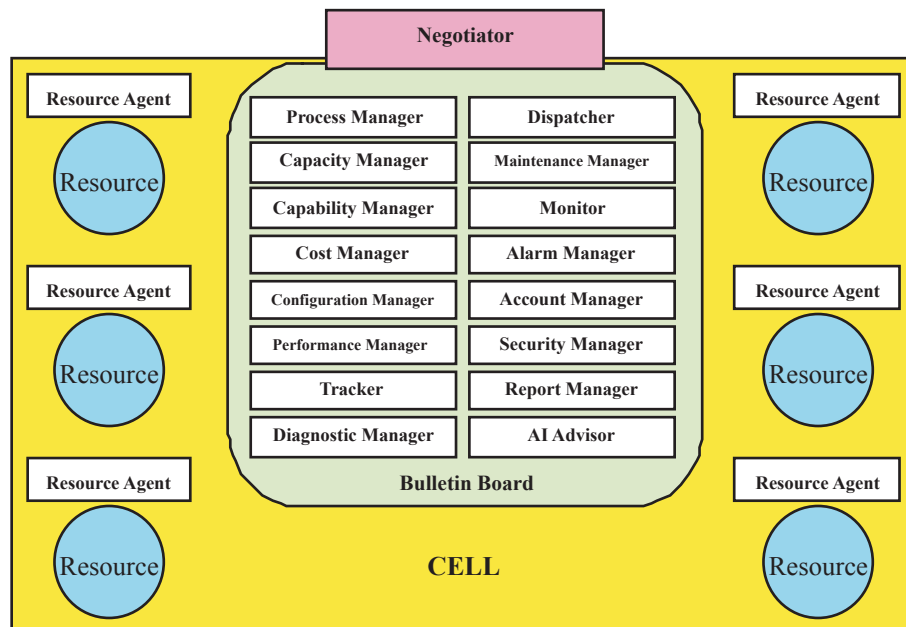 Negotiator
Resource Agent
Resource
Resource Agent
Resource
Resource Agent
Resource
Process Manager
Capacity Manager
Capability Manager
Cost Manager
Configuration Manager
Performance Manager
Tracker
Diagnostic Manager
Dispatcher
Maintenance Manager
Monitor
Alarm Manager
Account Manager
Security Manager
Report Manager
AI Advisor
Bulletin Board
CELL
Resource Agent
Resource
Resource Agent
Resource
Resource Agent
Resource